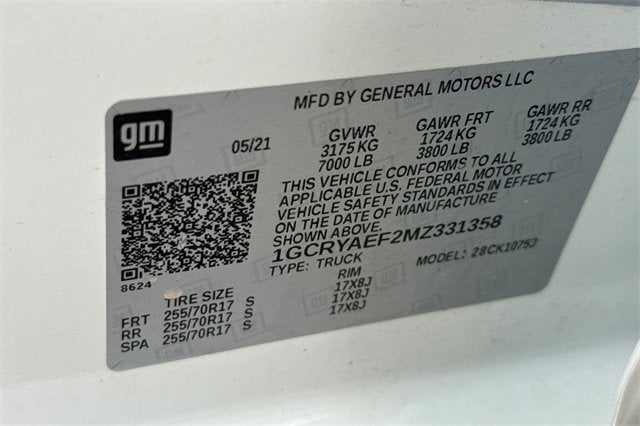 MFD BY GENERAL MOTORS LLC
gm
05/21
GVWR GAWR FRT GAWR RR
3175 KG 1724 KG 1724 KG
7000 LB 3800 LB 3800 LB
THIS VEHICLE CONFORMS TO ALL
APPLICABLE U.S. FEDERAL MOTOR
VEHICLE SAFETY STANDARDS IN EFFECT
ON THE DATE OF MANUFACTURE
SHOWN ABOVE.
1GCRYAEF2MZ331358
TYPE: TRUCK MODEL: 28CK10753
8624
TIRE SIZE RIM
FRT 255/70R17 S 17X8J
RR 255/70R17 S 17X8J
SPA 255/70R17 S 17X8J